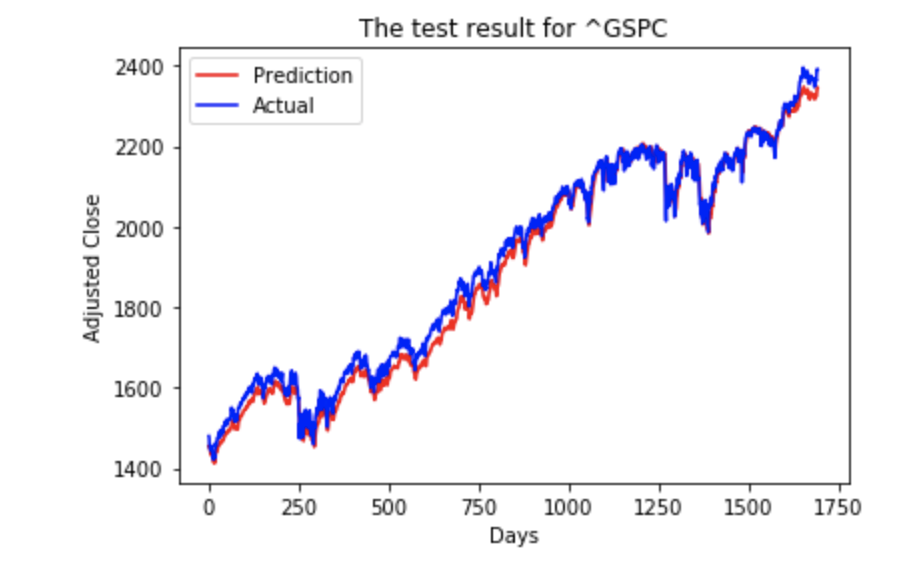 The test result for ^GSPC
Prediction
Actual
Adjusted Close
2400
2200
2000
1800
1600
1400
0 250 500 750 1000 1250 1500 1750
Days